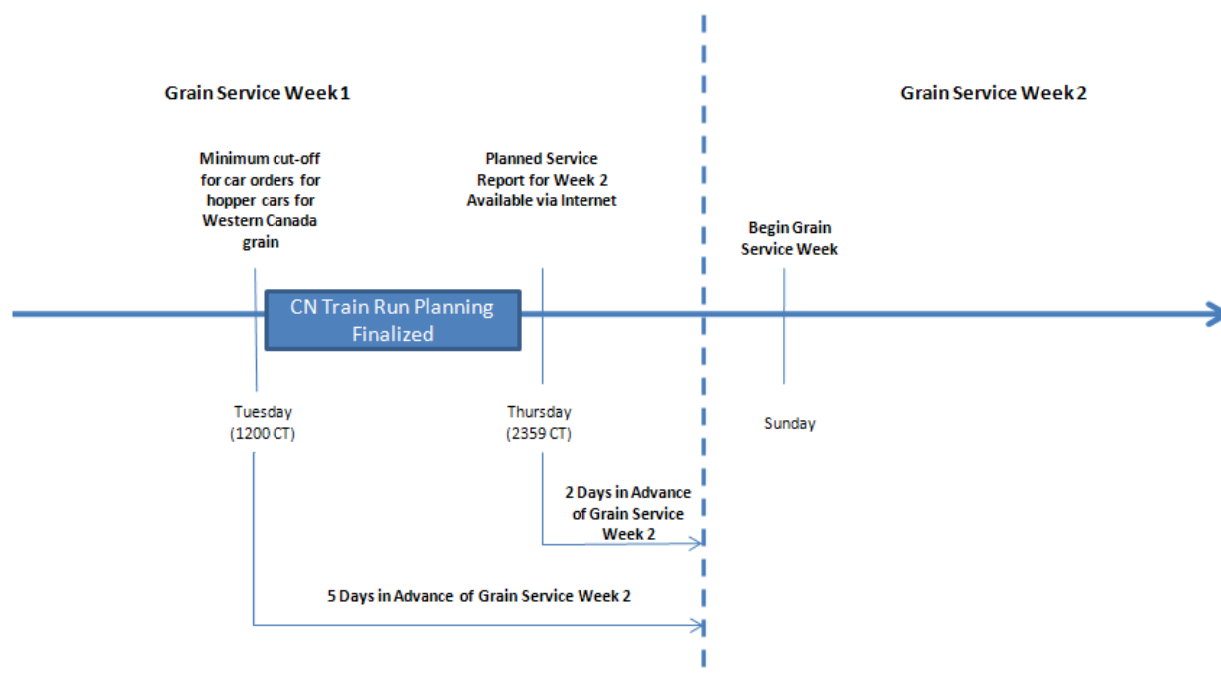 Grain Service Week 1
Grain Service Week 2
Minimum cut-off
for car orders for
hopper cars for
Western Canada
grain
Planned Service
Report for Week 2
Available via Internet
Begin Grain
Service Week
CN Train Run Planning
Finalized
Tuesday
(1200 CT)
Thursday
(2359 CT)
Sunday
2 Days in Advance
of Grain Service
Week 2
5 Days in Advance of Grain Service Week 2